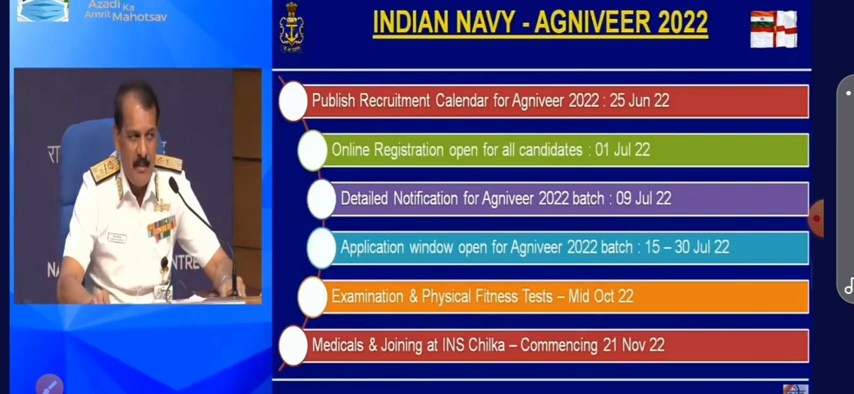 Azadi Ka
Amrit Mahotsav
INDIAN NAVY - AGNIVEER 2022
Publish Recruitment Calendar for Agniveer 2022 : 25 Jun 22
Online Registration open for all candidates : 01 Jul 22
Detailed Notification for Agniveer 2022 batch : 09 Jul 22
Application window open for Agniveer 2022 batch : 15 – 30 Jul 22
Examination & Physical Fitness Tests – Mid Oct 22
Medicals & Joining at INS Chilka – Commencing 21 Nov 22
रा
NA
NTRE